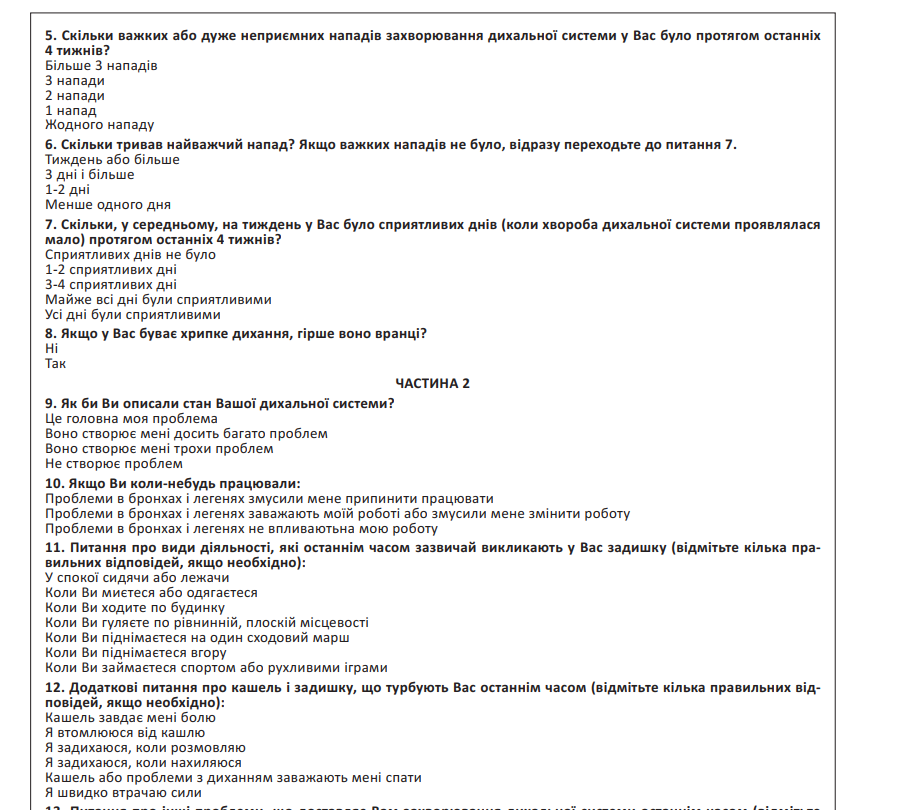 5. Скільки важких або дуже неприємних нападів захворювання дихальної системи у Вас було протягом останніх
4 тижнів?
Більше 3 нападів
3 напади
2 напади
1 напад
Жодного нападу
6. Скільки тривав найважчий напад? Якщо важких нападів не було, відразу переходьте до питання 7.
Тиждень або більше
3 дні і більше
1-2 дні
Менше одного дня
7. Скільки, у середньому, на тиждень у Вас було сприятливих днів (коли хвороба дихальної системи проявлялася
мало) протягом останніх 4 тижнів?
Сприятливих днів не було
1-2 сприятливих дні
3-4 сприятливих дні
Майже всі дні були сприятливими
Усі дні були сприятливими
8. Якщо у Вас буває хрипке дихання, гірше воно вранці?
Ні
Так
ЧАСТИНА 2
9. Як би Ви описали стан Вашої дихальної системи?
Це головна моя проблема
Воно створює мені досить багато проблем
Воно створює мені трохи проблем
Не створює проблем
10. Якщо Ви коли-небудь працювали:
Проблеми в бронхах і легенях змусили мене припинити працювати
Проблеми в бронхах і легенях заважають моїй роботі або змусили мене змінити роботу
Проблеми в бронхах і легенях не впливаютьна мою роботу
11. Питання про види діяльності, які останнім часом зазвичай викликають у Вас задишку (відмітьте кілька пра-
вильних відповідей, якщо необхідно):
У спокої сидячи або лежачи
Коли Ви миєтеся або одягаєтеся
Коли Ви ходите по будинку
Коли Ви гуляєте по рівнинній, плоскій місцевості
Коли Ви піднімаєтеся на один сходовий марш
Коли Ви піднімаєтеся вгору
Коли Ви займаєтеся спортом або рухливими іграми
12. Додаткові питання про кашель і задишку, що турбують Вас останнім часом (відмітьте кілька правильних від-
повідей, якщо необхідно):
Кашель завдає мені болю
Я втомлююся від кашлю
Я задихаюся, коли розмовляю
Я задихаюся, коли нахиляюся
Кашель або проблеми з диханням заважають мені спати
Я швидко втрачаю сили